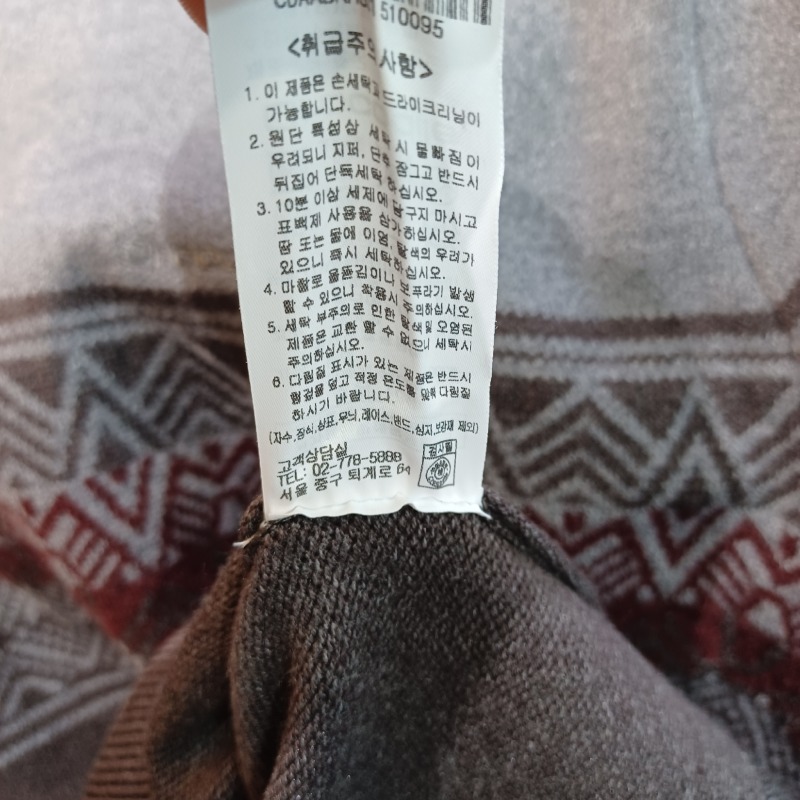 510095
<취급주의사항>
1. 이 제품은 손세탁과 드라이크리닝이
가능합니다.
2. 원단 특성상 세탁시 물빠짐이
우려되니 지퍼, 단추 잠그고 반드시
뒤집어 단독세탁 하십시오.
3. 10분 이상 세제에 담구지 마시고
표백제 사용을 삼가하십시오.
땀 또는 물에 이염, 탈색의 우려가
있으니 즉시 세탁하십시오.
4. 마찰로 올뜯김이나 보푸라기 발생
할 수 있으니 착용시 주의하십시오.
5. 세탁 부주의로 인한 탈색 및 오염된
제품은 교환 할 수 없으니 세탁시
주의하십시오.
6. 다림질 표시가 있는 제품은 반드시
헝겊을 덮고 적정 온도를 맞춰 다림질
하시기 바랍니다.
(자수,장식,상표,무늬,레이스,밴드,심지,보강재 제외)
고객상담실
TEL: 02-778-5888
서울 중구 퇴계로 64
검사필